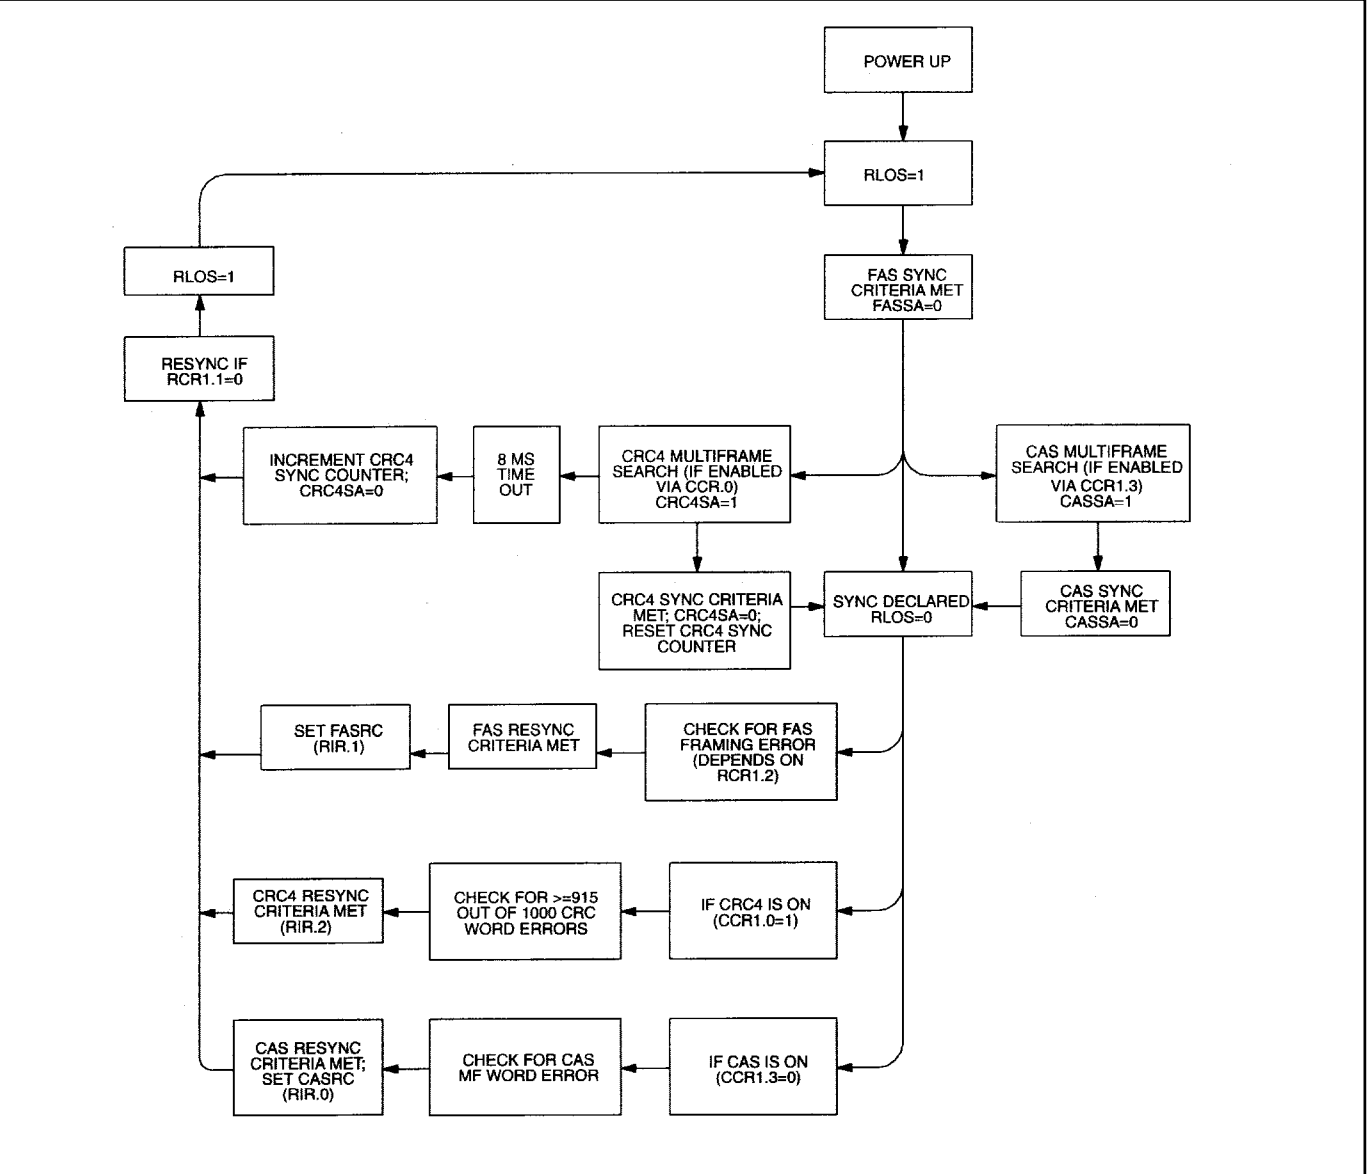 POWER UP
RLOS=1
RLOS=1
FAS SYNC
CRITERIA MET
FASSA=0
RESYNC IF
RCR1.1=0
INCREMENT CRC4
SYNC COUNTER;
CRC4SA=0
8 MS
TIME
OUT
CRC4 MULTIFRAME
SEARCH (IF ENABLED
VIA CCR.0)
CRC4SA=1
CAS MULTIFRAME
SEARCH (IF ENABLED
VIA CCR1.3)
CASSA=1
CRC4 SYNC CRITERIA
MET; CRC4SA=0;
RESET CRC4 SYNC
COUNTER
SYNC DECLARED
RLOS=0
CAS SYNC
CRITERIA MET
CASSA=0
SET FASRC
(RIR.1)
FAS RESYNC
CRITERIA MET
CHECK FOR FAS
FRAMING ERROR
(DEPENDS ON
RCR1.2)
CRC4 RESYNC
CRITERIA MET
(RIR.2)
CHECK FOR >=915
OUT OF 1000 CRC
WORD ERRORS
IF CRC4 IS ON
(CCR1.0=1)
CAS RESYNC
CRITERIA MET;
SET CASRC
(RIR.0)
CHECK FOR CAS
MF WORD ERROR
IF CAS IS ON
(CCR1.3=0)